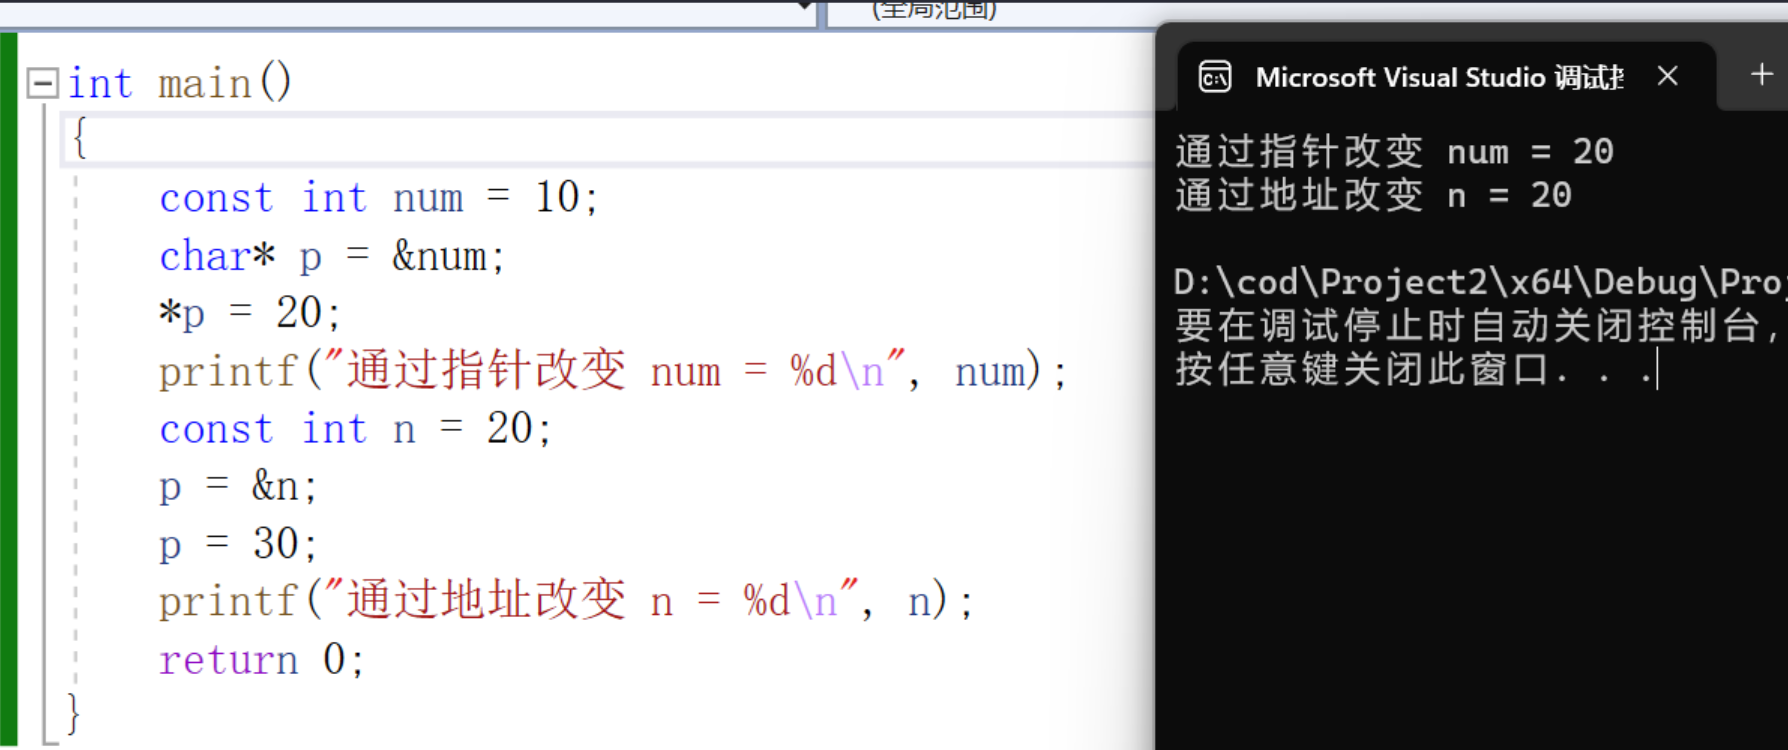 (全局范围)
int main()
{
const int num = 10;
char* p = &num;
*p = 20;
printf("通过指针改变 num = %d\n", num);
const int n = 20;
p = &n;
p = 30;
printf("通过地址改变 n = %d\n", n);
return 0;
}
Microsoft Visual Studio 调试
通过指针改变 num = 20
通过地址改变 n = 20
D:\cod\Project2\x64\Debug\Pro
要在调试停止时自动关闭控制台,
按任意键关闭此窗口. . .